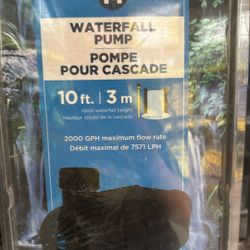 WATERFALL
PUMP
POMPE
POUR CASCADE
10 ft. | 3 m
Ideal waterfall height
Hauteur idéale de la cascade
2000 GPH maximum flow rate
Débit maximal de 7571 LPH